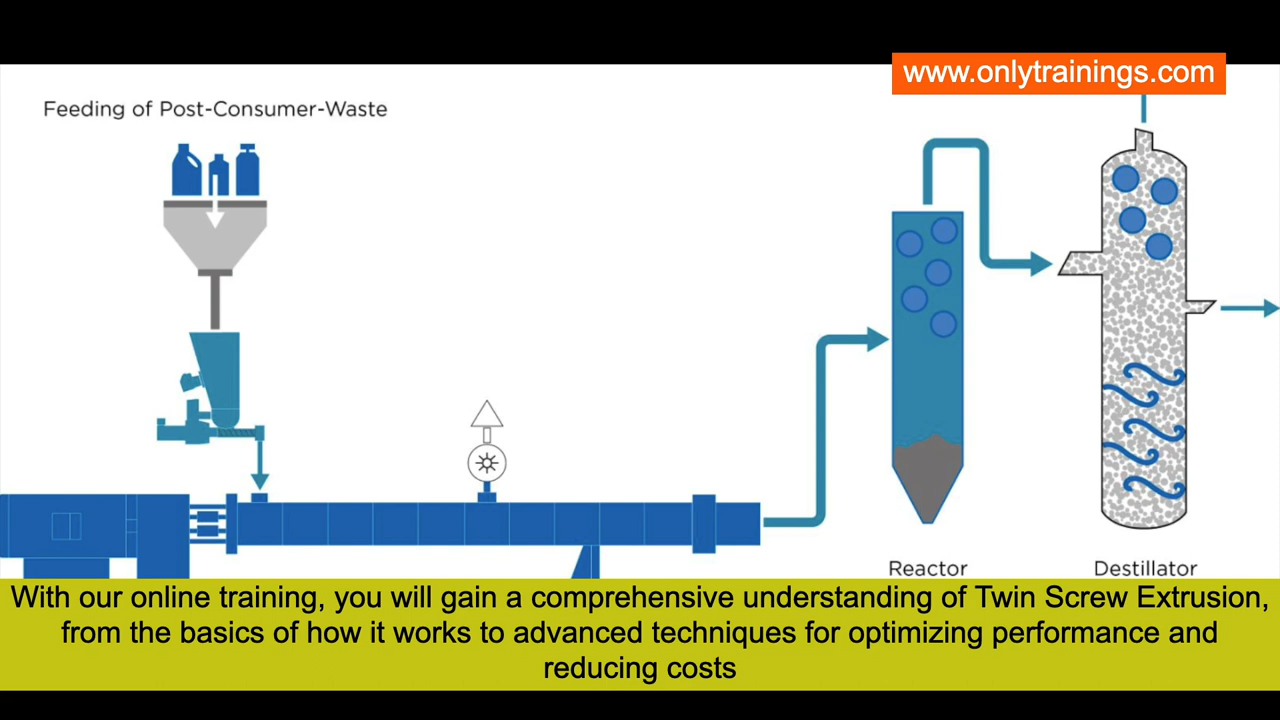 www.onlytrainings.com
Feeding of Post-Consumer-Waste
Reactor
Destillator
With our online training, you will gain a comprehensive understanding of Twin Screw Extrusion,
from the basics of how it works to advanced techniques for optimizing performance and
reducing costs